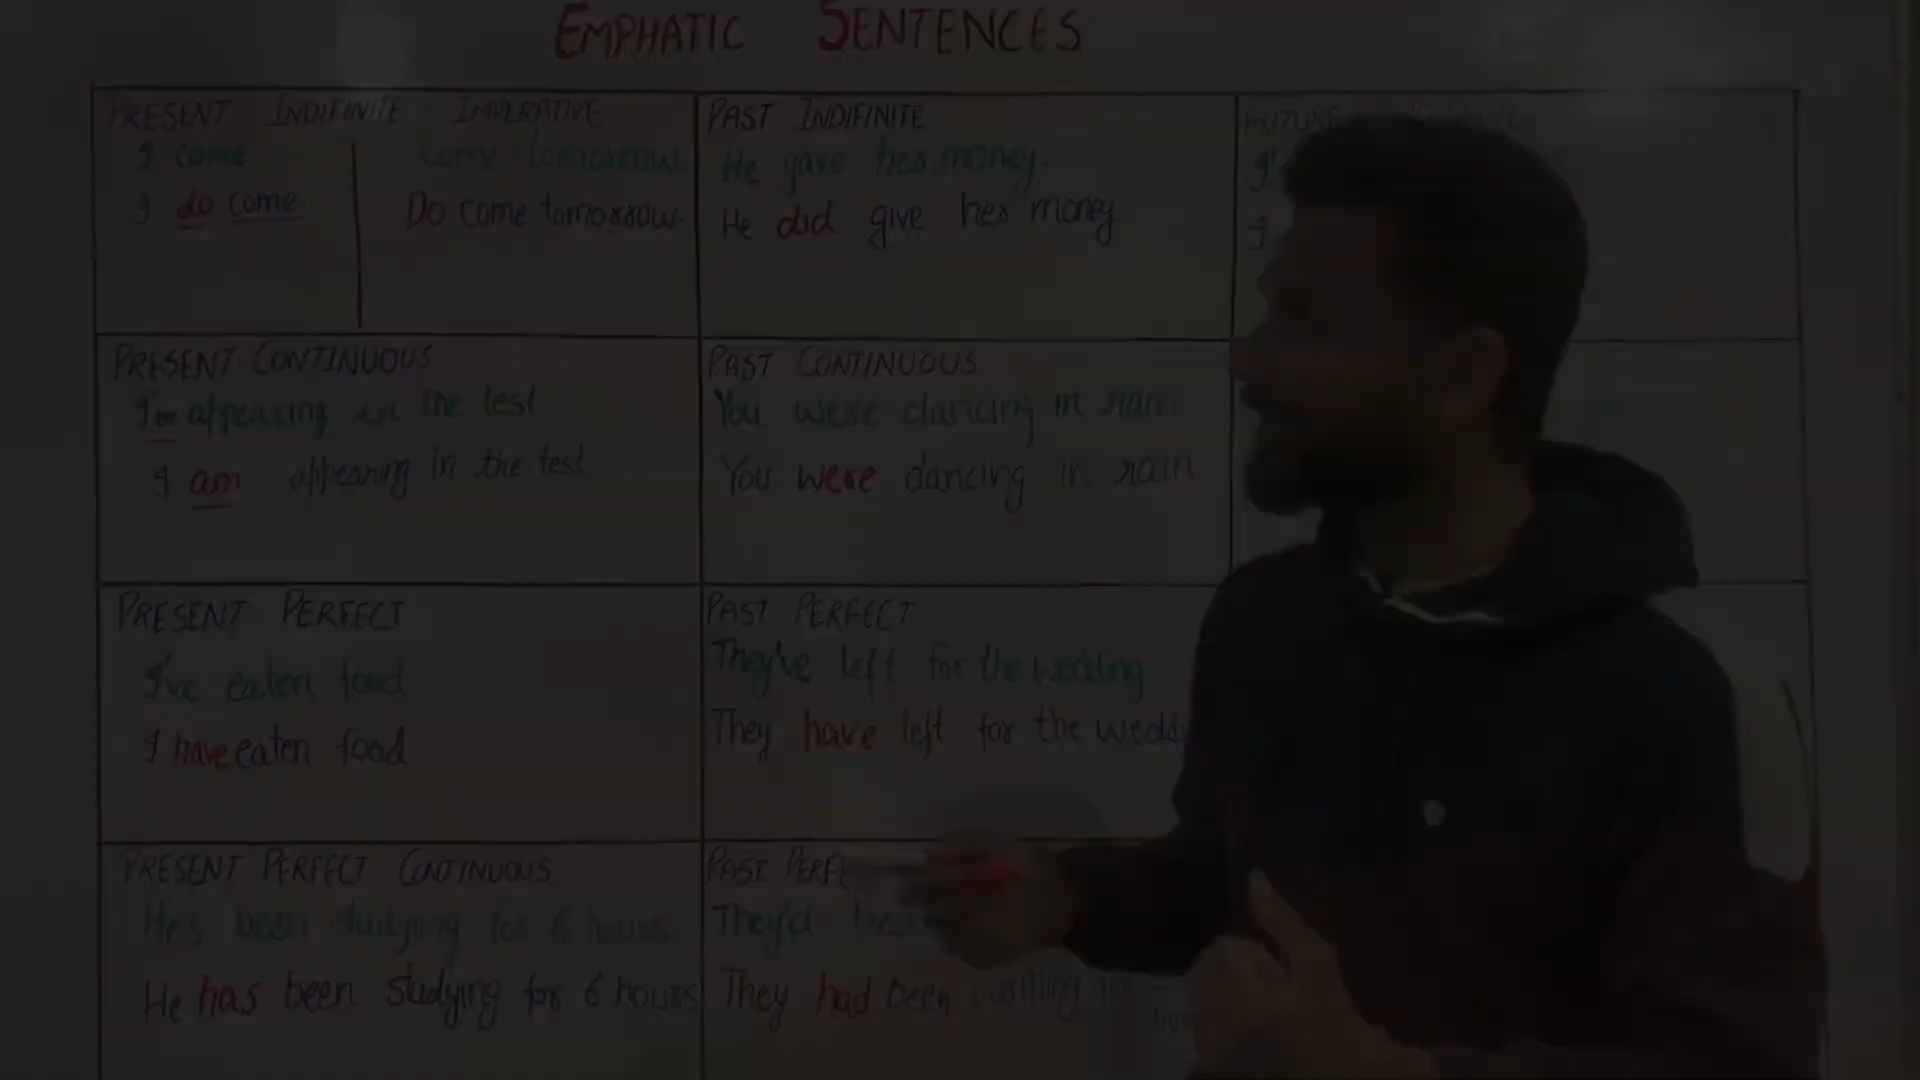 EMPHATIC SENTENCES
PRESENT INDIFINITE IMPERATIVE
I come
Come tomorrow
I do come
Do come tomorrow
PAST INDIFINITE
He gave her money.
He did give her money
FUTURE
PRESENT CONTINUOUS
I'm appearing in the test
I am appearing in the test
PAST CONTINUOUS
You were dancing in rain
You were dancing in rain
PRESENT PERFECT
I've eaten food
I have eaten food
PAST PERFECT
They've left for the wedding
They have left for the
PRESENT PERFECT CONTINUOUS
He's been studying for 6 hours
He has been studying for 6 hours
PAST
They'd
They had been